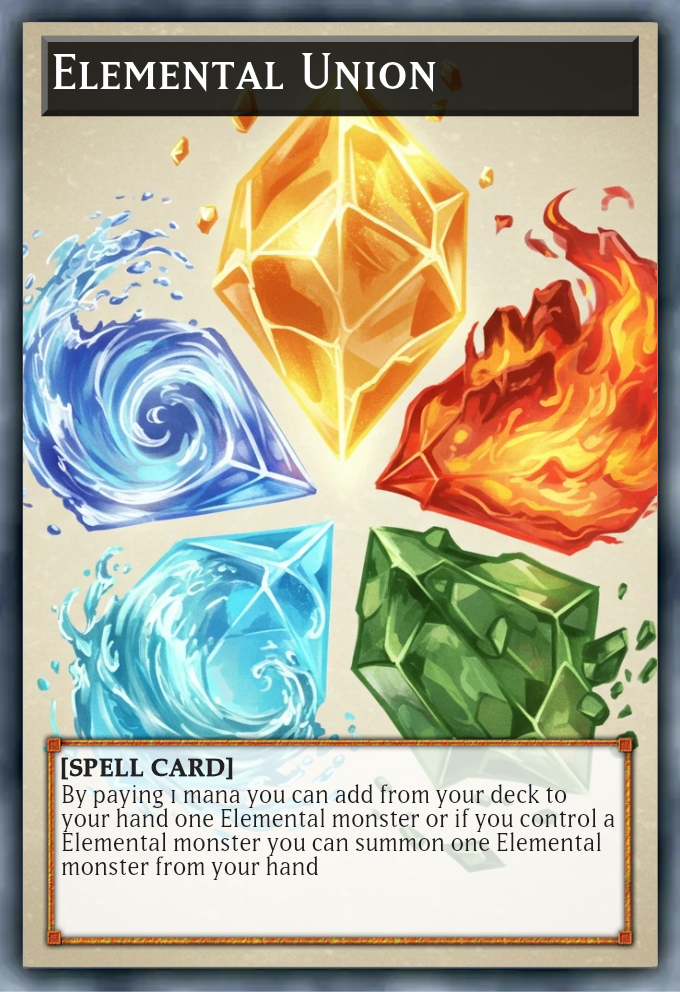 Elemental Union
[SPELL CARD]
By paying 1 mana you can add from your deck to
your hand one Elemental monster or if you control a
Elemental monster you can summon one Elemental
monster from your hand